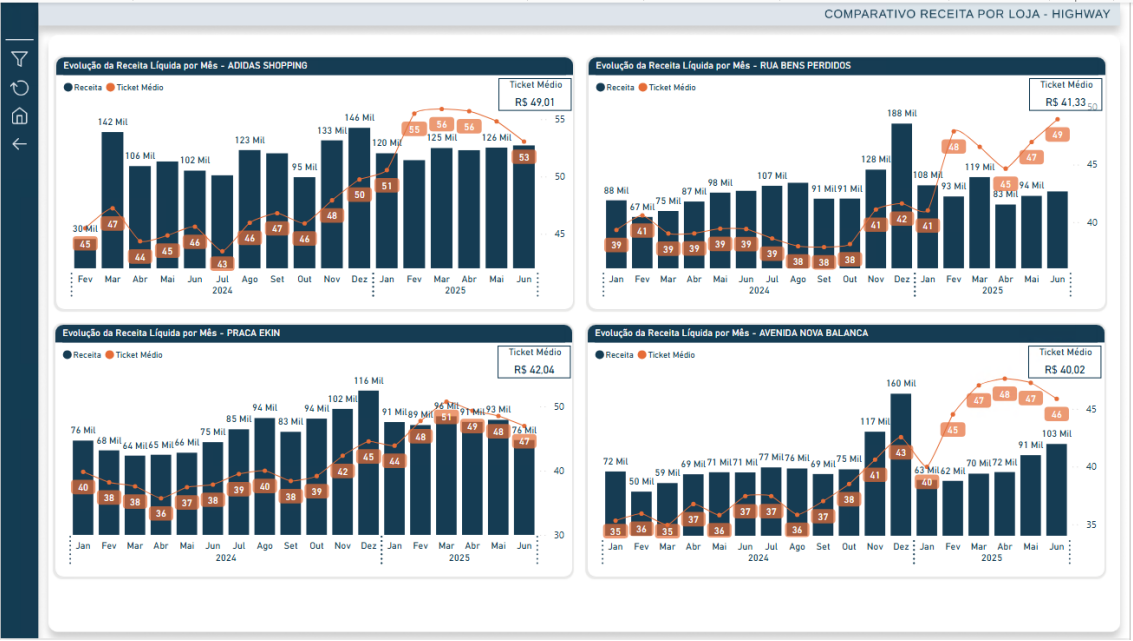 COMPARATIVO RECEITA POR LOJA - HIGHWAY
Evolução da Receita Líquida por Mês - ADIDAS SHOPPING
Receita Ticket Médio
Ticket Médio
R$ 49.01
142 Mil 106 Mil 102 Mil 123 Mil 95 Mil 133 Mil 146 Mil 120 Mil 125 Mil 126 Mil
30 Mil
45 47 44 45 46 43 46 47 46 48 50 51 55 56 56 53
55
50
45
Fev Mar Abr Mai Jun Jul Ago Set Out Nov Dez Jan Fev Mar Abr Mai Jun
2024 2025
Evolução da Receita Líquida por Mês - RUA BENS PERDIDOS
Receita Ticket Médio
Ticket Médio
R$ 41.33
88 Mil 67 Mil 75 Mil 87 Mil 98 Mil 107 Mil 91 Mil 91 Mil 128 Mil 188 Mil 108 Mil 93 Mil 119 Mil 83 Mil 94 Mil
39 41 39 39 39 39 39 38 38 38 41 42 41 48 45 47 49
50
45
40
Jan Fev Mar Abr Mai Jun Jul Ago Set Out Nov Dez Jan Fev Mar Abr Mai Jun
2024 2025
Evolução da Receita Líquida por Mês - PRACA EKIN
Receita Ticket Médio
Ticket Médio
R$ 42.04
76 Mil 68 Mil 64 Mil 65 Mil 66 Mil 75 Mil 85 Mil 94 Mil 83 Mil 94 Mil 102 Mil 116 Mil 91 Mil 89 Mil 96 Mil 91 Mil 93 Mil 76 Mil
40 38 38 36 37 38 39 40 38 39 42 45 44 48 51 49 48 47
50
40
30
Jan Fev Mar Abr Mai Jun Jul Ago Set Out Nov Dez Jan Fev Mar Abr Mai Jun
2024 2025
Evolução da Receita Líquida por Mês - AVENIDA NOVA BALANCA
Receita Ticket Médio
Ticket Médio
R$ 40.02
72 Mil 50 Mil 59 Mil 69 Mil 71 Mil 71 Mil 77 Mil 76 Mil 69 Mil 75 Mil 117 Mil 160 Mil 63 Mil 62 Mil 70 Mil 72 Mil 91 Mil 103 Mil
35 36 35 37 36 37 37 36 37 38 41 43 40 45 47 48 47 46
45
40
35
Jan Fev Mar Abr Mai Jun Jul Ago Set Out Nov Dez Jan Fev Mar Abr Mai Jun
2024 2025